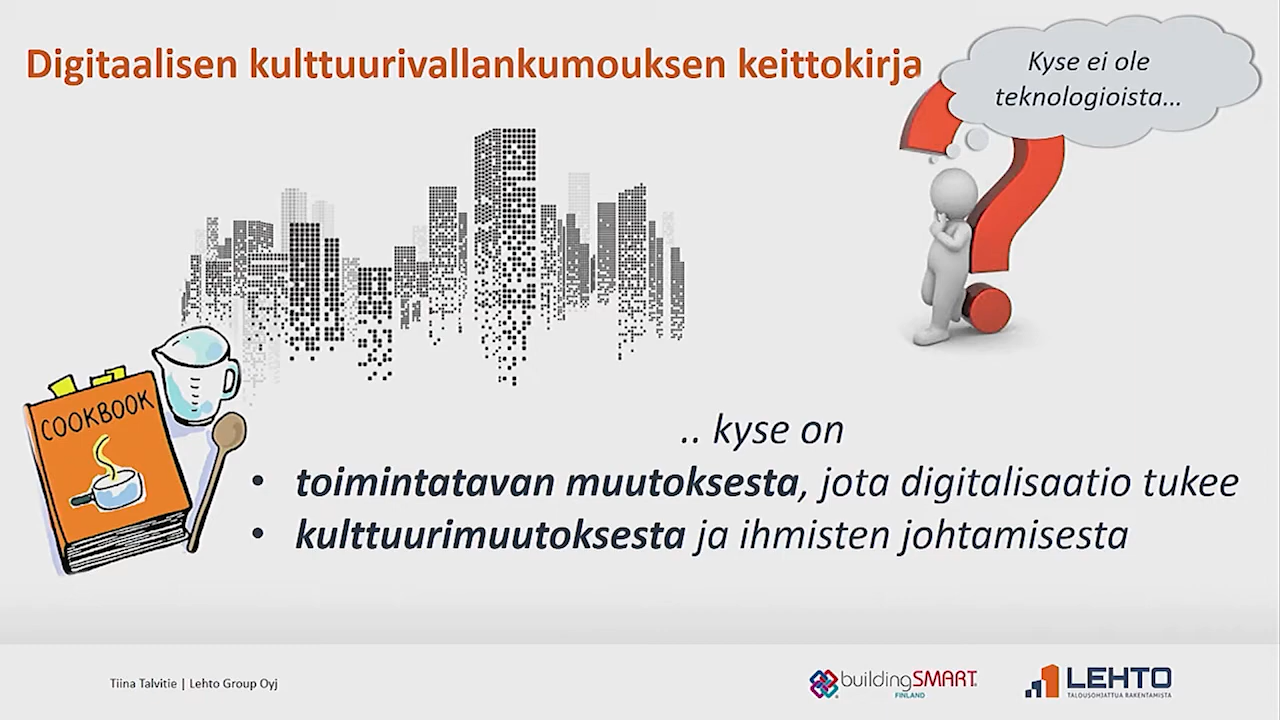 Digitaalisen kulttuurivallankumouksen keittokirja
Kyse ei ole
teknologioista...
COOKBOOK
.. kyse on
• toimintatavan muutoksesta, jota digitalisaatio tukee
• kulttuurimuutoksesta ja ihmisten johtamisesta
Tiina Talvitie | Lehto Group Oyj
buildingSMART
FINLAND
LEHTO
TALOUSOHJATTUA RAKENTAMISTA